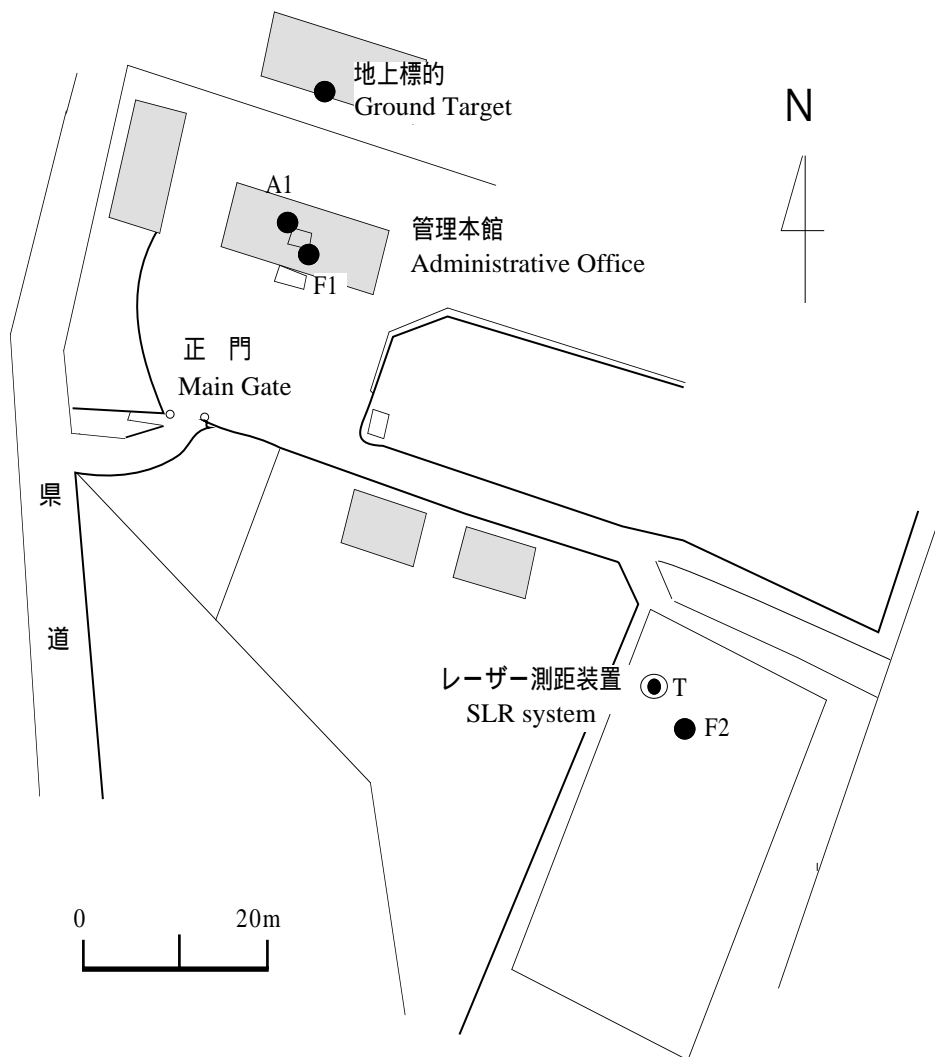 地上標的
Ground Target
N
A1
管理本館
Administrative Office
F1
正 門
Main Gate
県
道
レーザー測距装置
T
SLR system
F2
0 20m